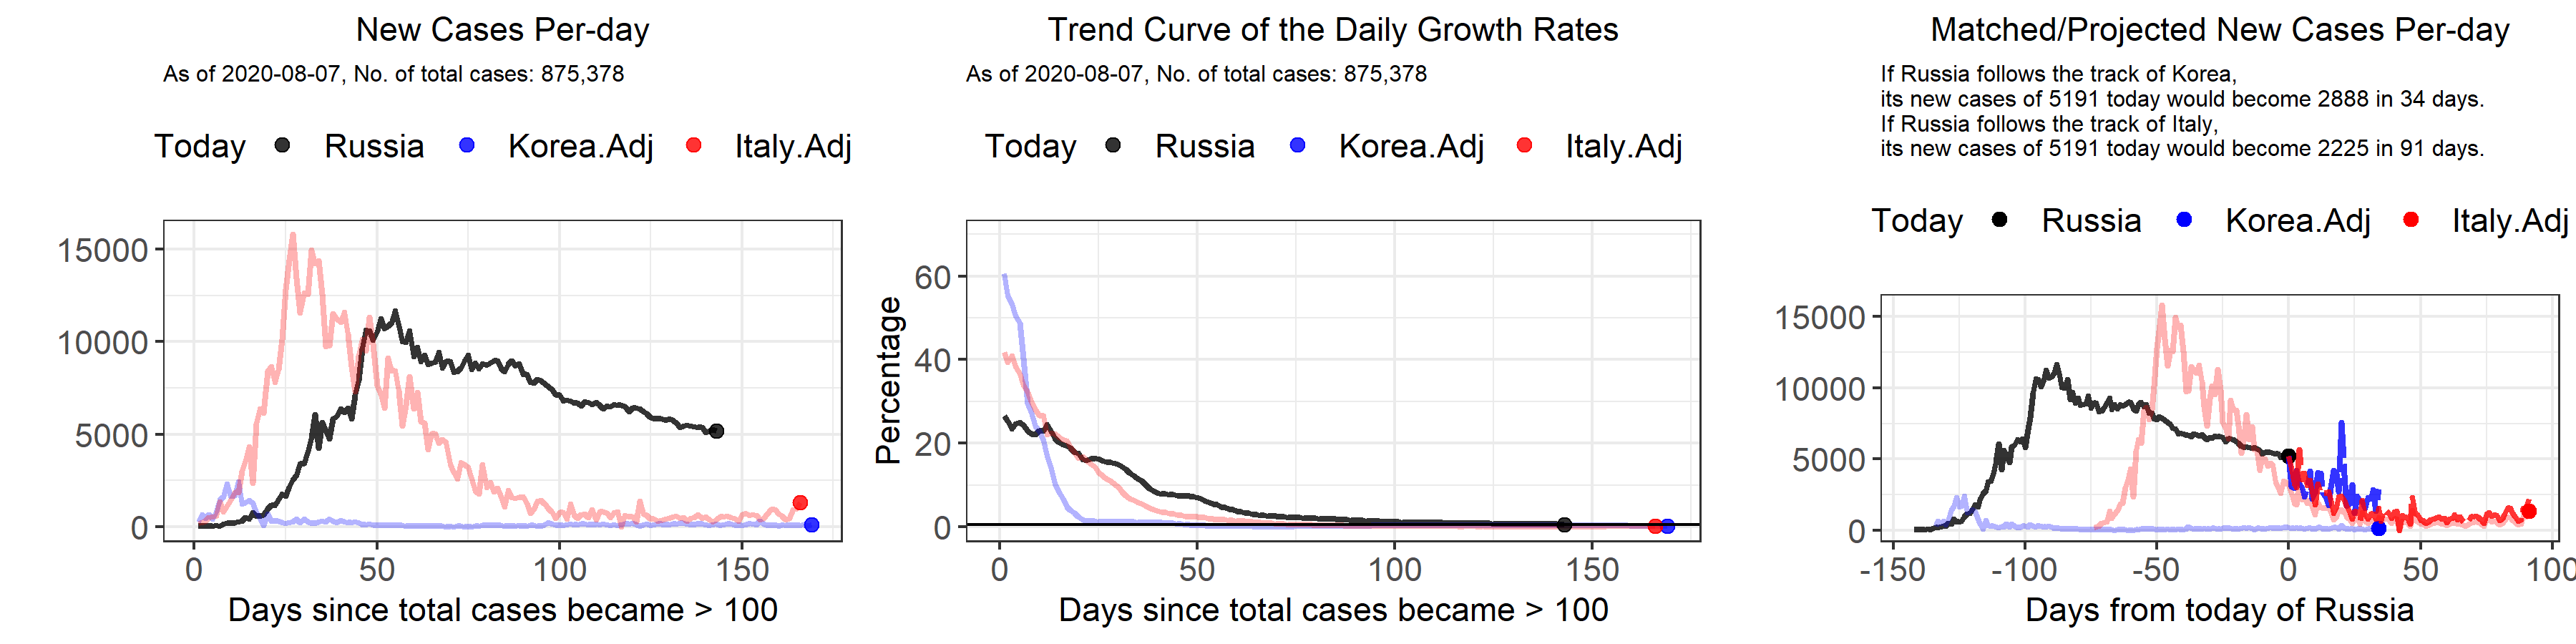 New Cases Per-day
As of 2020-08-07, No. of total cases: 875,378
Today Russia Korea.Adj Italy.Adj
15000
10000
5000
0
0 50 100 150
Days since total cases became > 100
Trend Curve of the Daily Growth Rates
As of 2020-08-07, No. of total cases: 875,378
Today Russia Korea.Adj Italy.Adj
Percentage
60
40
20
0
0 50 100 150
Days since total cases became > 100
Matched/Projected New Cases Per-day
If Russia follows the track of Korea,
its new cases of 5191 today would become 2888 in 34 days.
If Russia follows the track of Italy,
its new cases of 5191 today would become 2225 in 91 days.
Today Russia Korea.Adj Italy.Adj
15000
10000
5000
0
-150 -100 -50 0 50 100
Days from today of Russia